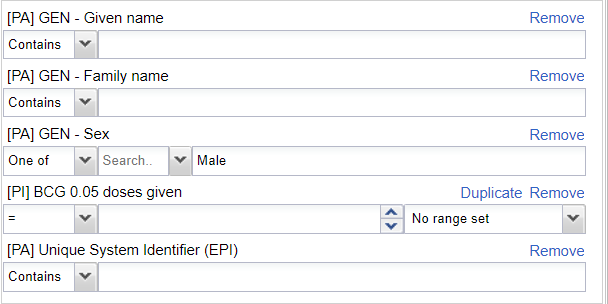 [PA] GEN - Given name Remove
Contains
[PA] GEN - Family name Remove
Contains
[PA] GEN - Sex Remove
One of Search.. Male
[PI] BCG 0.05 doses given Duplicate Remove
= No range set
[PA] Unique System Identifier (EPI) Remove
Contains